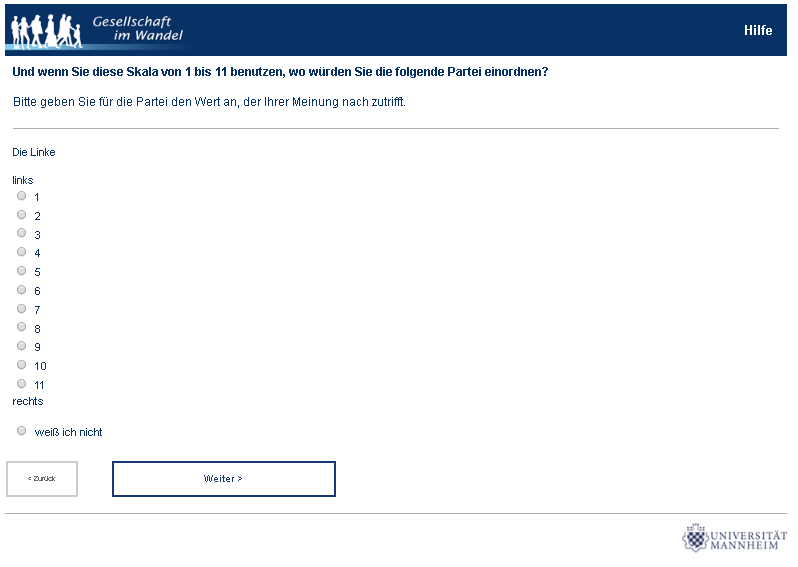 Gesellschaft
im Wandel
Hilfe
Und wenn Sie diese Skala von 1 bis 11 benutzen, wo würden Sie die folgende Partei einordnen?
Bitte geben Sie für die Partei den Wert an, der Ihrer Meinung nach zutrifft.
Die Linke
links
1
2
3
4
5
6
7
8
9
10
11
rechts
weiß ich nicht
< Zurück
Weiter >
UNIVERSITÄT
MANNHEIM